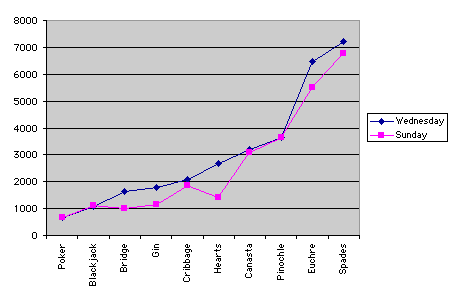 8000
7000
6000
5000
4000
3000
2000
1000
0
Poker
Blackjack
Bridge
Gin
Cribbage
Hearts
Canasta
Pinochle
Euchre
Spades
Wednesday
Sunday